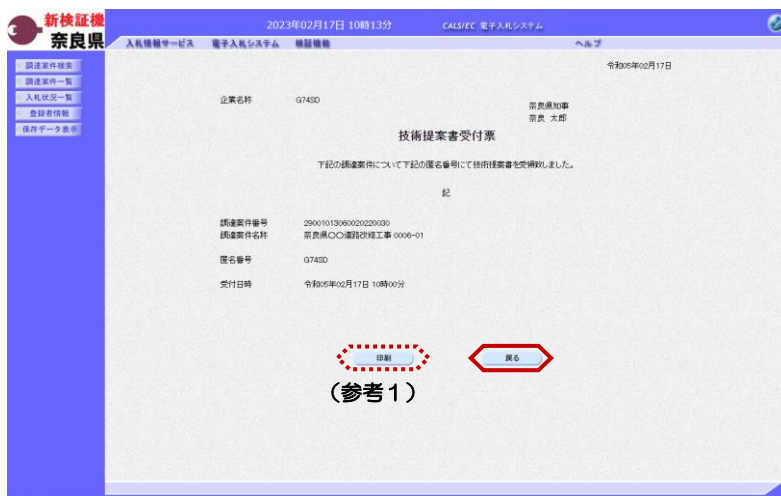 新検証機
奈良県
2023年02月17日 10時13分
CALS/EC 電子入札システム
入札情報サービス 電子入札システム 検証機能 ヘルプ
調達案件検索
調達案件一覧
入札状況一覧
登録者情報
保存データ表示
令和05年02月17日
企業名称 G74SD
奈良県知事
奈良 太郎
技術提案書受付票
下記の調達案件について下記の匿名番号にて技術提案書を受領致しました。
記
調達案件番号 29001013060020220030
調達案件名称 奈良県〇〇道路改修工事 0006-01
匿名番号 G74SD
受付日時 令和05年02月17日 10時00分
印刷 戻る
（参考１）